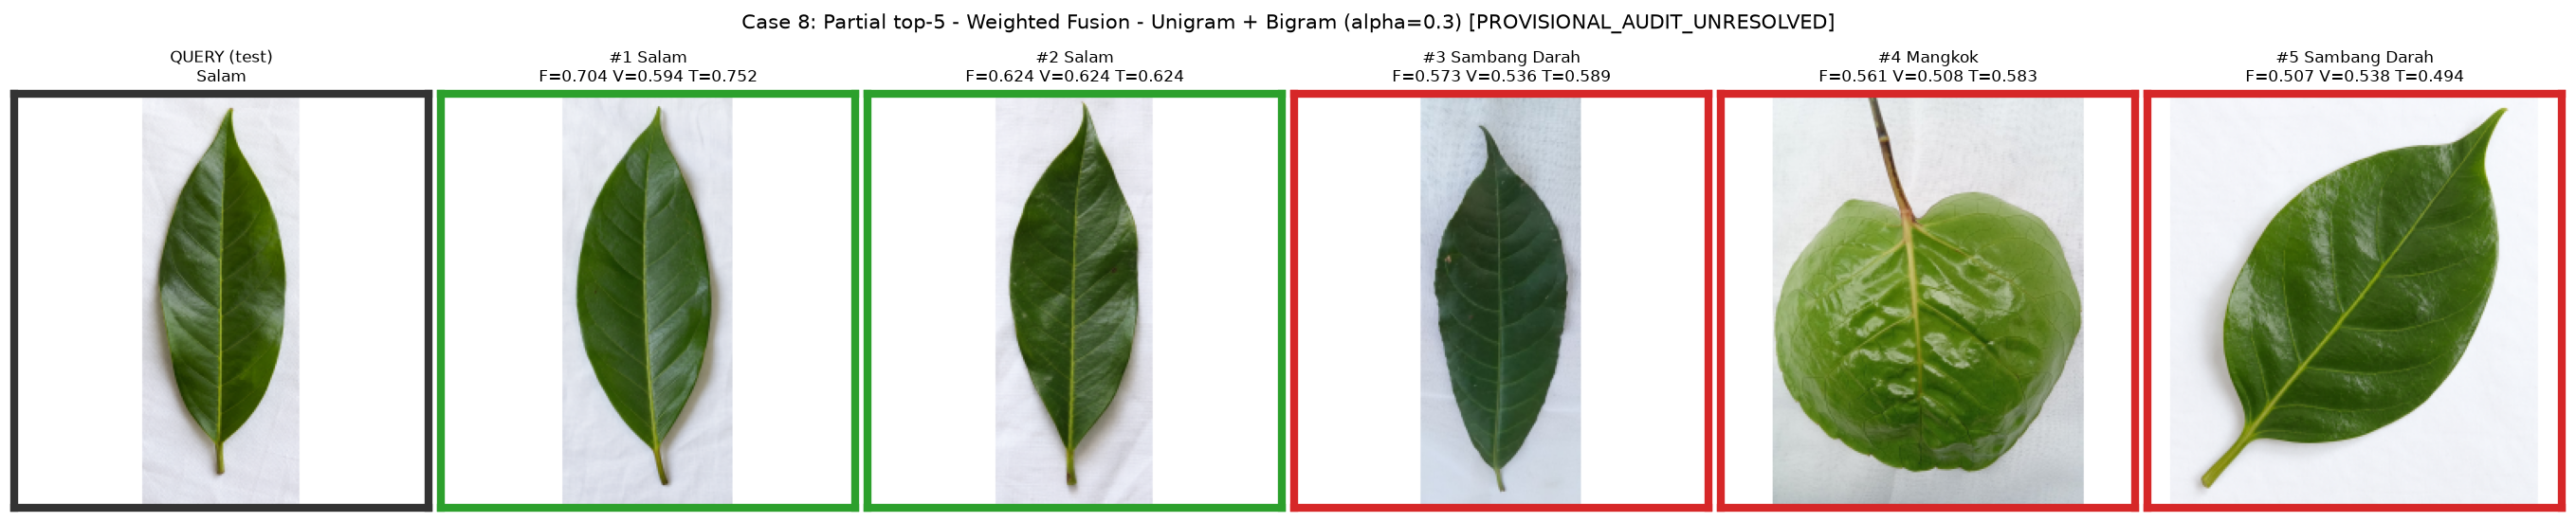 Case 8: Partial top-5 - Weighted Fusion - Unigram + Bigram (alpha=0.3) [PROVISIONAL_AUDIT_UNRESOLVED]
QUERY (test)
Salam
#1 Salam
F=0.704 V=0.594 T=0.752
#2 Salam
F=0.624 V=0.624 T=0.624
#3 Sambang Darah
F=0.573 V=0.536 T=0.589
#4 Mangkok
F=0.561 V=0.508 T=0.583
#5 Sambang Darah
F=0.507 V=0.538 T=0.494